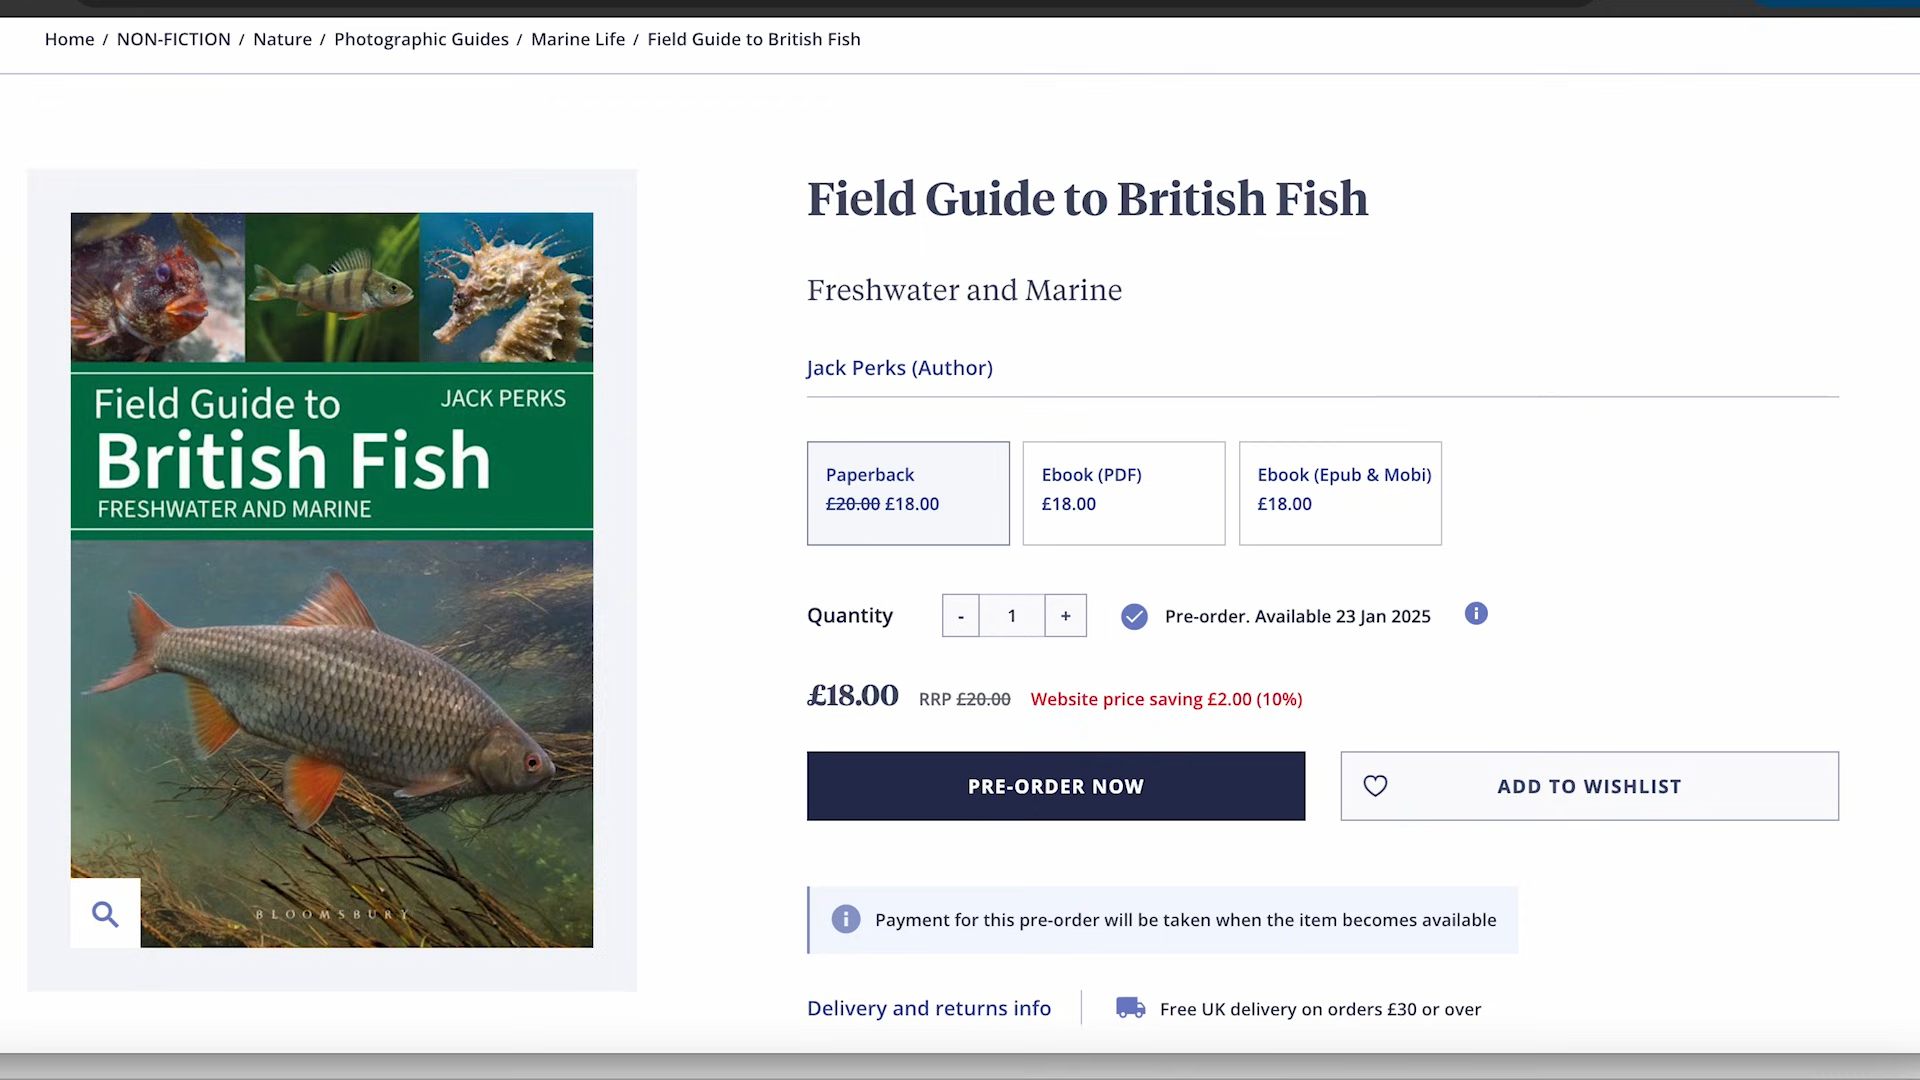 Home / NON-FICTION / Nature / Photographic Guides / Marine Life / Field Guide to British Fish
Field Guide to
JACK PERKS
British Fish
FRESHWATER AND MARINE
BLOOMSBURY
Field Guide to British Fish
Freshwater and Marine
Jack Perks (Author)
Paperback
£20.00 £18.00
Ebook (PDF)
£18.00
Ebook (Epub & Mobi)
£18.00
Quantity - 1 + Pre-order. Available 23 Jan 2025
£18.00 RRP £20.00 Website price saving £2.00 (10%)
PRE-ORDER NOW
ADD TO WISHLIST
Payment for this pre-order will be taken when the item becomes available
Delivery and returns info
Free UK delivery on orders £30 or over